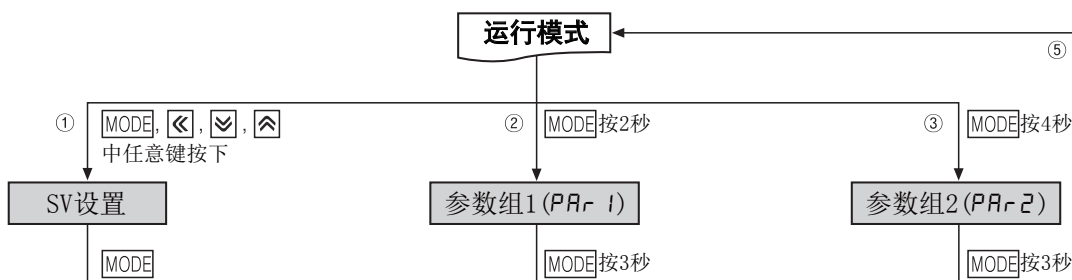 运行模式
⑤
① MODE, «, ︾, ︽
中任意键按下
② MODE按2秒
③ MODE按4秒
SV设置
参数组1(PAr 1)
参数组2(PAr2)
MODE
MODE按3秒
MODE按3秒